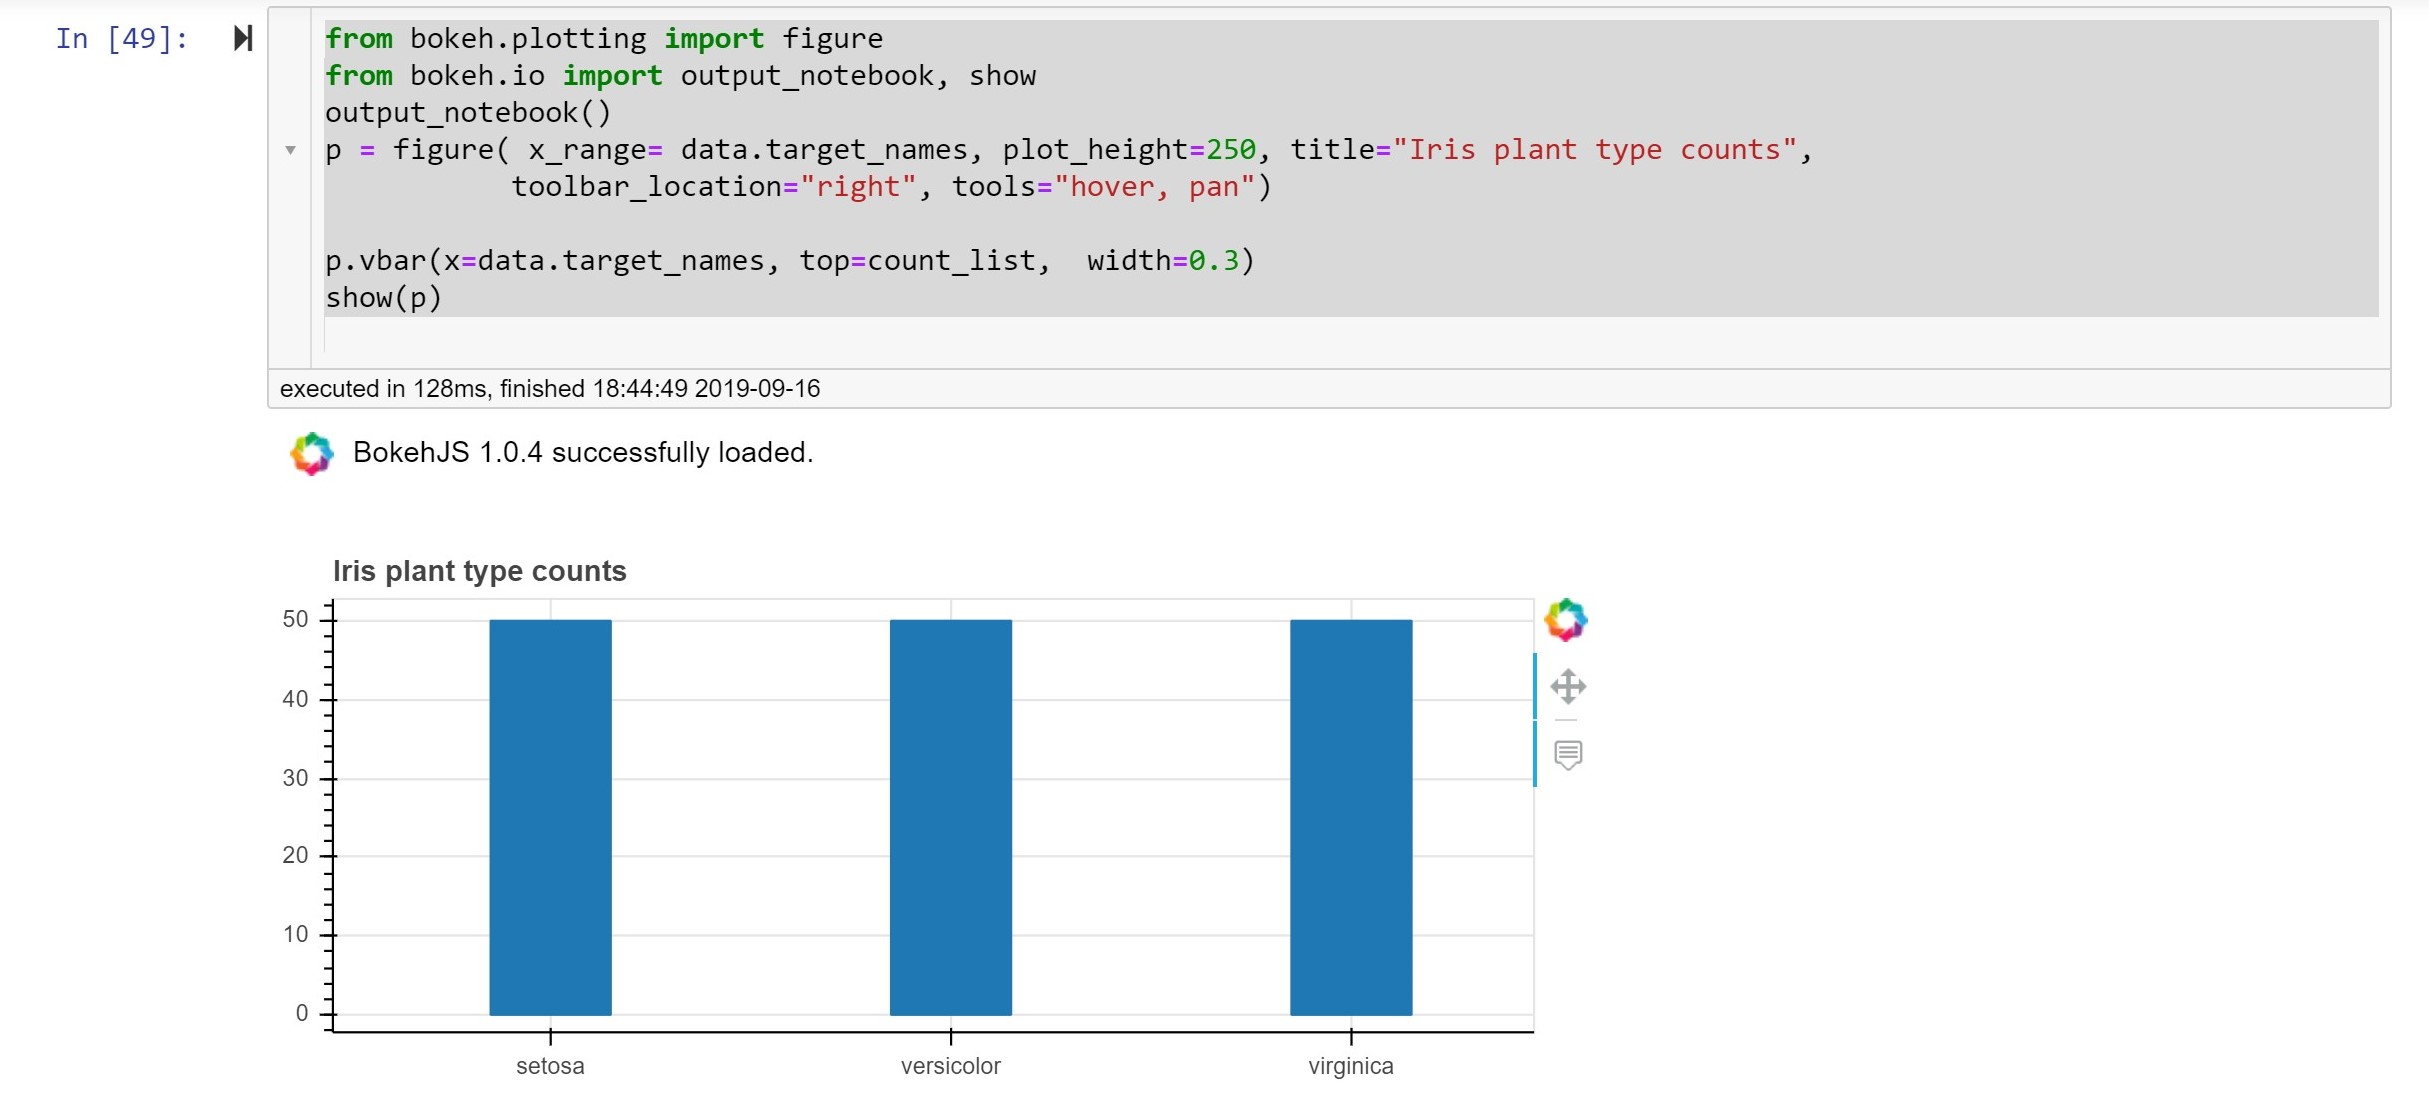 In [49]:
from bokeh.plotting import figure
from bokeh.io import output_notebook, show
output_notebook()
p = figure( x_range= data.target_names, plot_height=250, title="Iris plant type counts",
           toolbar_location="right", tools="hover, pan")
p.vbar(x=data.target_names, top=count_list,  width=0.3)
show(p)
executed in 128ms, finished 18:44:49 2019-09-16
BokehJS 1.0.4 successfully loaded.
Iris plant type counts
50
40
30
20
10
0
setosa versicolor virginica